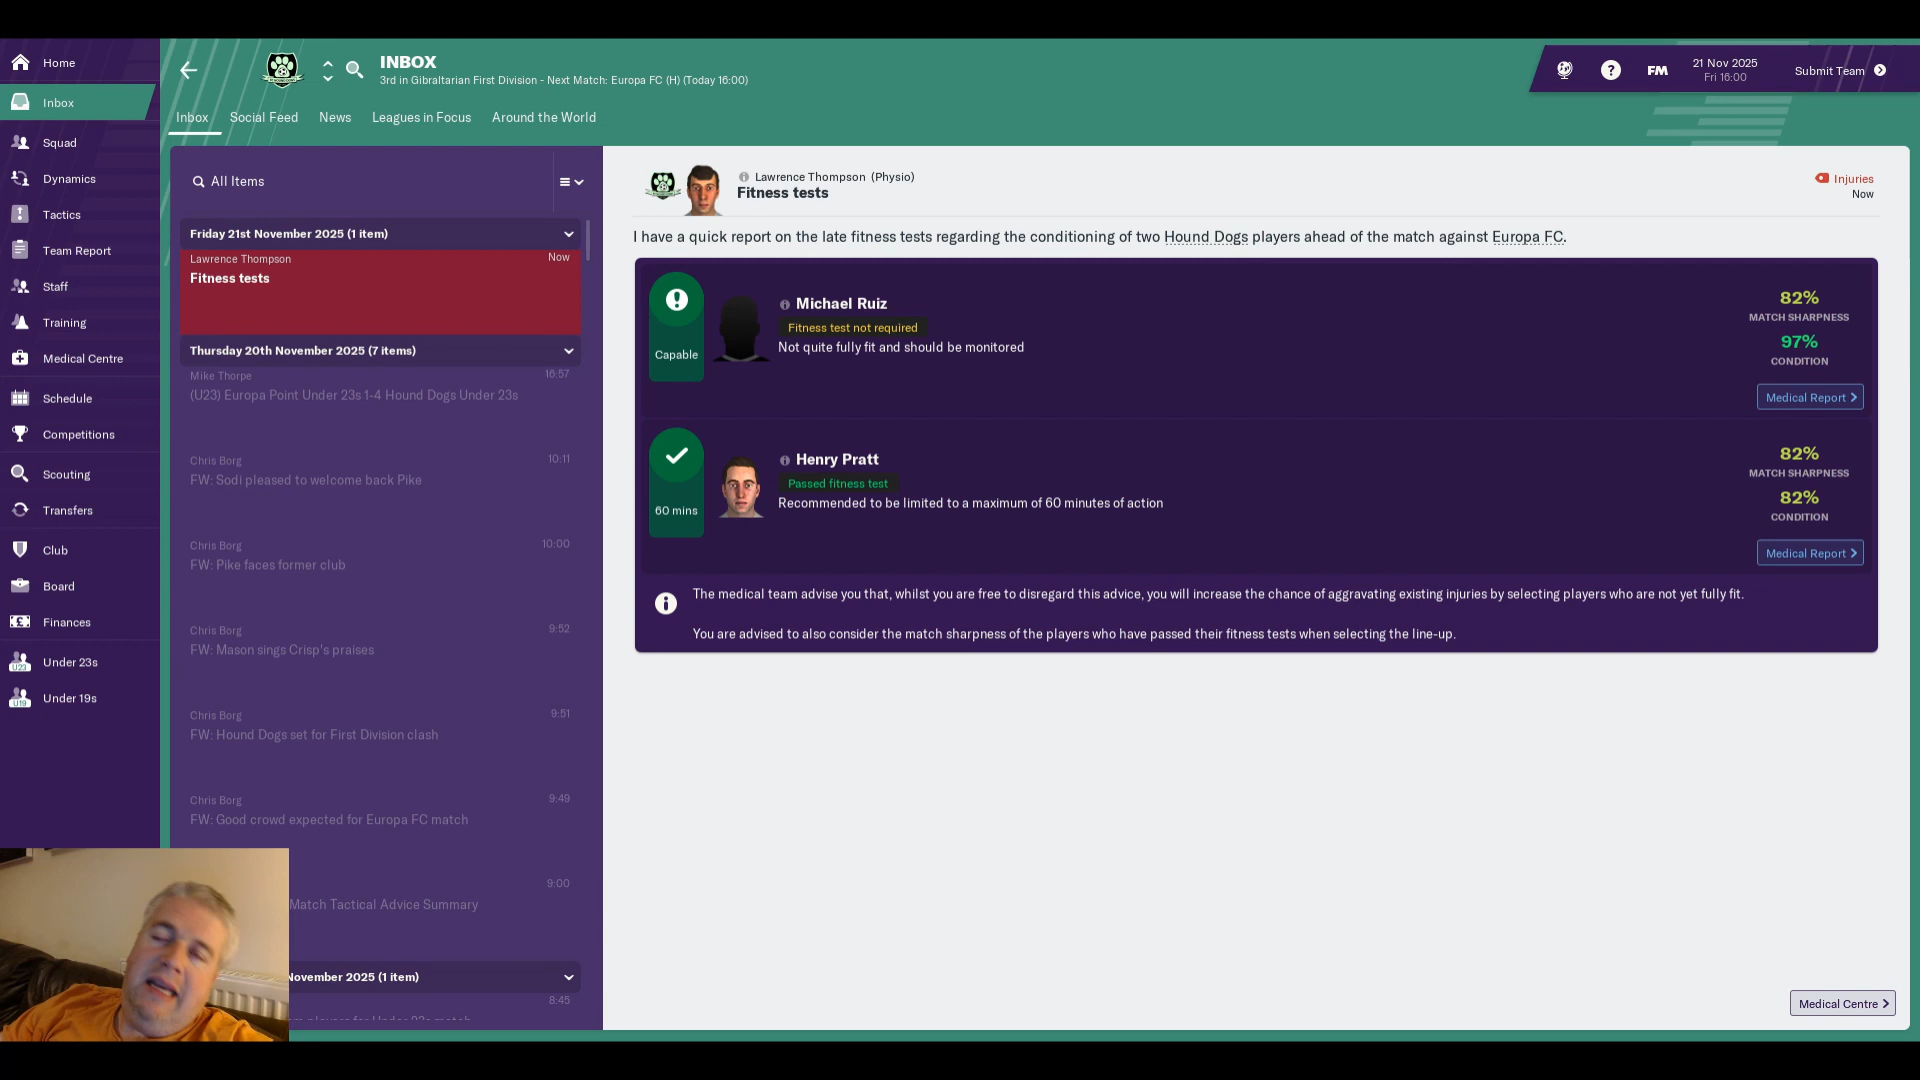 Home
Inbox
Squad
Dynamics
Tactics
Team Report
Staff
Training
Medical Centre
Schedule
Competitions
Scouting
Transfers
Club
Board
Finances
U23
Under 23s
U19
Under 19s
INBOX
3rd in Gibraltarian First Division - Next Match: Europa FC (H) (Today 16:00)
FM
21 Nov 2025
Fri 16:00
Submit Team
Inbox
Social Feed
News
Leagues in Focus
Around the World
All Items
Friday 21st November 2025 (1 item)
Lawrence Thompson
Now
Fitness tests
Thursday 20th November 2025 (7 items)
Mike Thorpe
16:57
(U23) Europa Point Under 23s 1-4 Hound Dogs Under 23s
Chris Borg
10:11
FW: Sodi pleased to welcome back Pike
Chris Borg
10:00
FW: Pike faces former club
Chris Borg
9:52
FW: Mason sings Crisp's praises
Chris Borg
9:51
FW: Hound Dogs set for First Division clash
Chris Borg
9:49
FW: Good crowd expected for Europa FC match
9:00
Match Tactical Advice Summary
November 2025 (1 item)
8:45
Lawrence Thompson (Physio)
Fitness tests
Injuries
Now
I have a quick report on the late fitness tests regarding the conditioning of two Hound Dogs players ahead of the match against Europa FC.
Capable
Michael Ruiz
Fitness test not required
Not quite fully fit and should be monitored
82%
MATCH SHARPNESS
97%
CONDITION
Medical Report
60 mins
Henry Pratt
Passed fitness test
Recommended to be limited to a maximum of 60 minutes of action
82%
MATCH SHARPNESS
82%
CONDITION
Medical Report
The medical team advise you that, whilst you are free to disregard this advice, you will increase the chance of aggravating existing injuries by selecting players who are not yet fully fit.
You are advised to also consider the match sharpness of the players who have passed their fitness tests when selecting the line-up.
Medical Centre